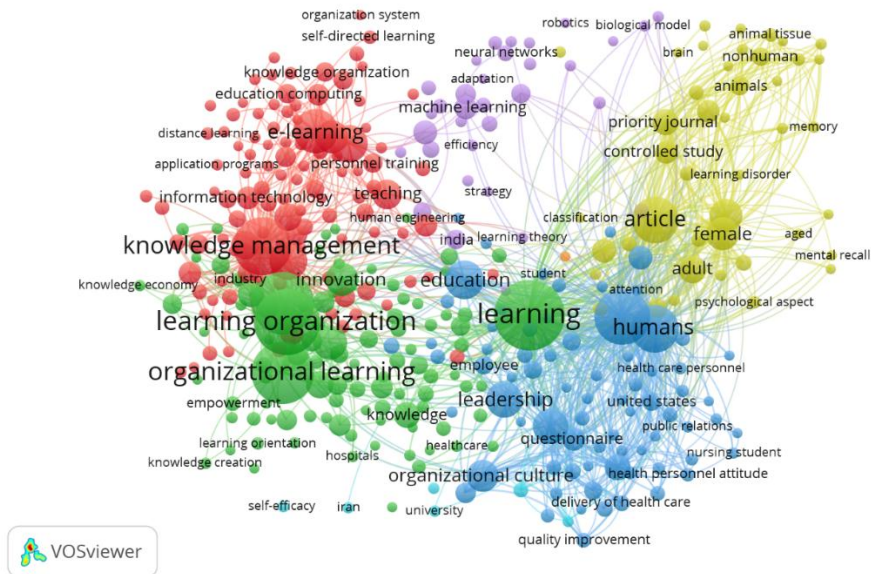 organization system
self-directed learning
robotics
biological model
animal tissue
neural networks
brain
nonhuman
knowledge organization
adaptation
animals
education computing
machine learning
priority journal
memory
distance learning
e-learning
efficiency
controlled study
application programs
personnel training
learning disorder
information technology
teaching
strategy
human engineering
classification
article
aged
knowledge management
india
learning theory
female
mental recall
knowledge economy
industry
innovation
education
student
adult
attention
psychological aspect
learning organization
learning
humans
organizational learning
employee
health care personnel
empowerment
knowledge
leadership
united states
public relations
learning orientation
healthcare
questionnaire
nursing student
knowledge creation
hospitals
organizational culture
health personnel attitude
self-efficacy
iran
university
delivery of health care
quality improvement
VOSviewer